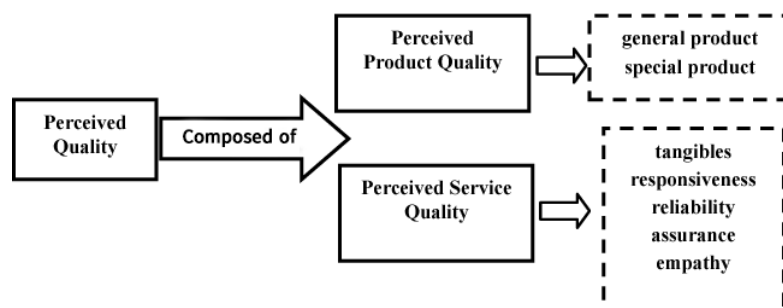 Perceived
Quality
Composed of
Perceived
Product Quality
general product
special product
Perceived Service
Quality
tangibles
responsiveness
reliability
assurance
empathy